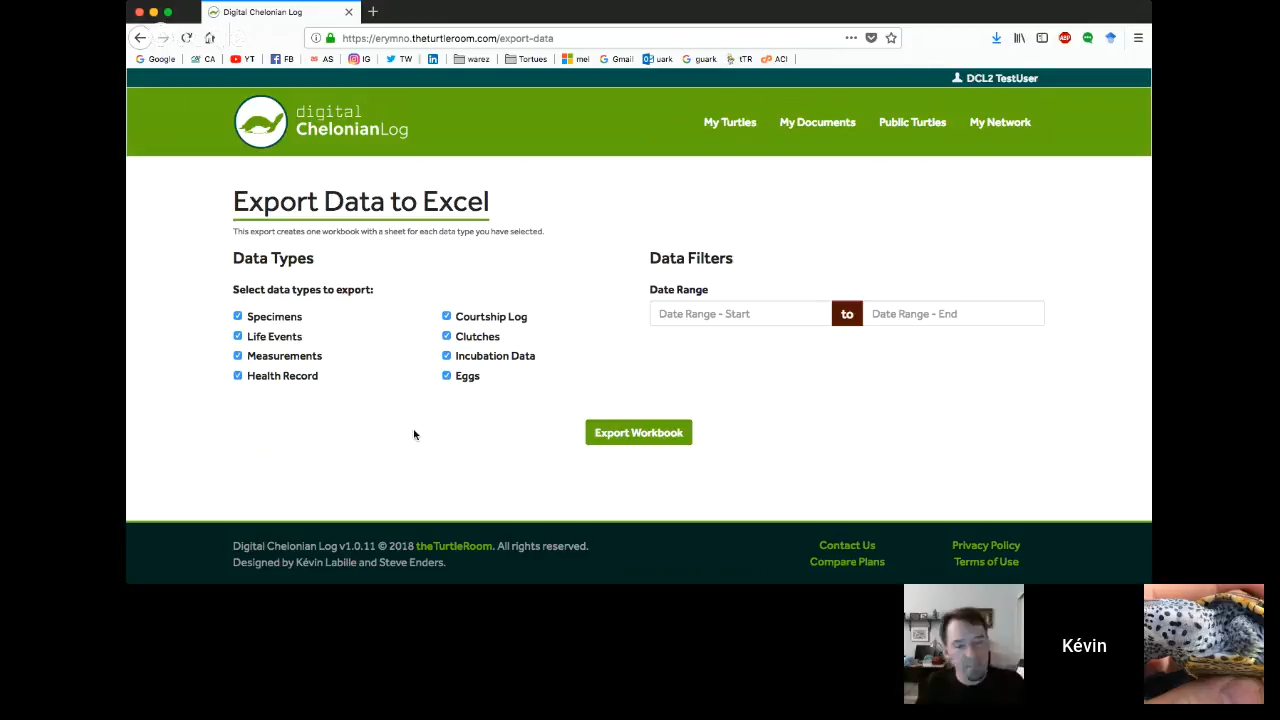 Digital Chelonian Log
https://erymno.theturtleroom.com/export-data
Google CA YT FB AS IG TW warez Tortues mel Gmail uark guark tTR ACI
DCL2 TestUser
digital
ChelonianLog
My Turtles My Documents Public Turtles My Network
Export Data to Excel
This export creates one workbook with a sheet for each data type you have selected.
Data Types
Data Filters
Select data types to export:
Date Range
Specimens
Courtship Log
Date Range - Start to Date Range - End
Life Events
Clutches
Measurements
Incubation Data
Health Record
Eggs
Export Workbook
Digital Chelonian Log v1.0.11 © 2018 theTurtleRoom. All rights reserved.
Designed by Kévin Labille and Steve Enders.
Contact Us
Privacy Policy
Compare Plans
Terms of Use
Kévin